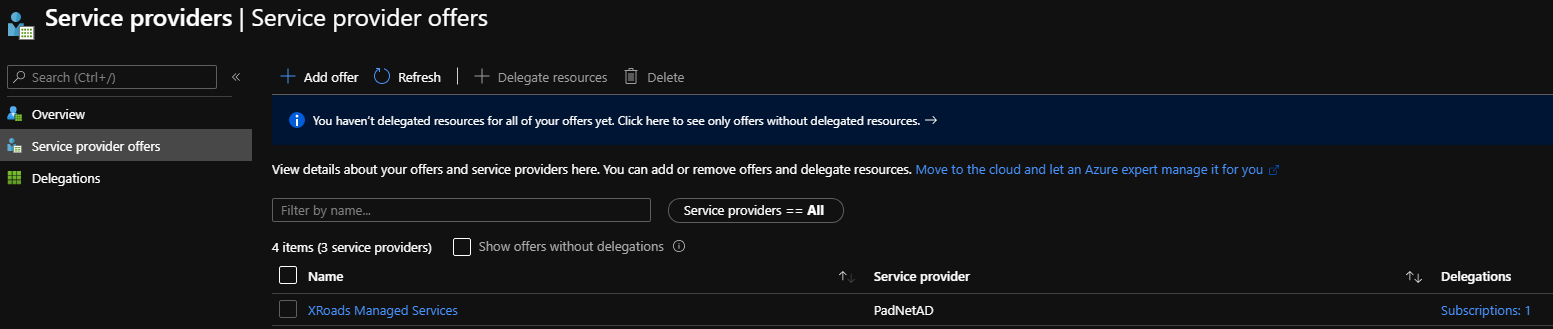 Service providers | Service provider offers
Search (Ctrl+/)
«
Overview
Service provider offers
Delegations
+ Add offer Refresh | + Delegate resources Delete
You haven't delegated resources for all of your offers yet. Click here to see only offers without delegated resources. →
View details about your offers and service providers here. You can add or remove offers and delegate resources. Move to the cloud and let an Azure expert manage it for you
Filter by name... Service providers == All
4 items (3 service providers) Show offers without delegations
Name ↑↓ Service provider ↑↓ Delegations
XRoads Managed Services PadNetAD Subscriptions: 1